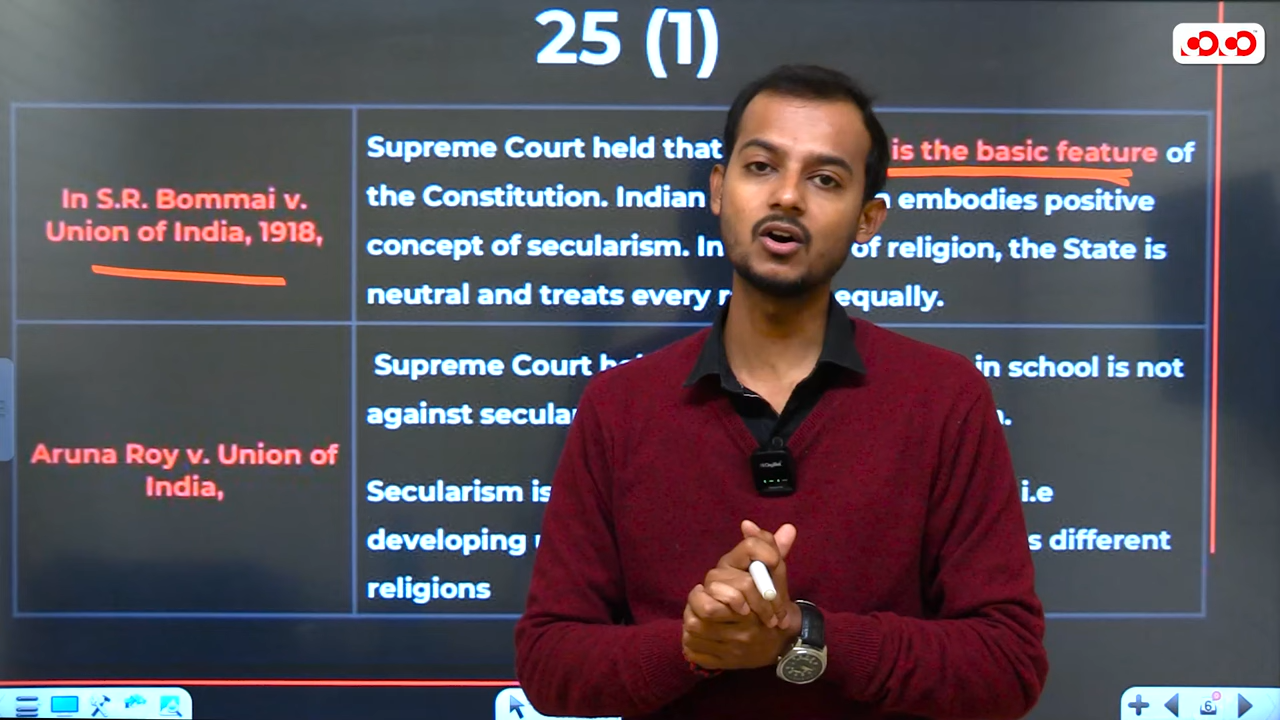 25 (1)
In S.R. Bommai v.
Union of India, 1918,
Supreme Court held that is the basic feature of
the Constitution. Indian embodies positive
concept of secularism. In of religion, the State is
neutral and treats every equally.
Aruna Roy v. Union of
India,
Supreme Court in school is not
against
Secularism is i.e
developing different
religions
6